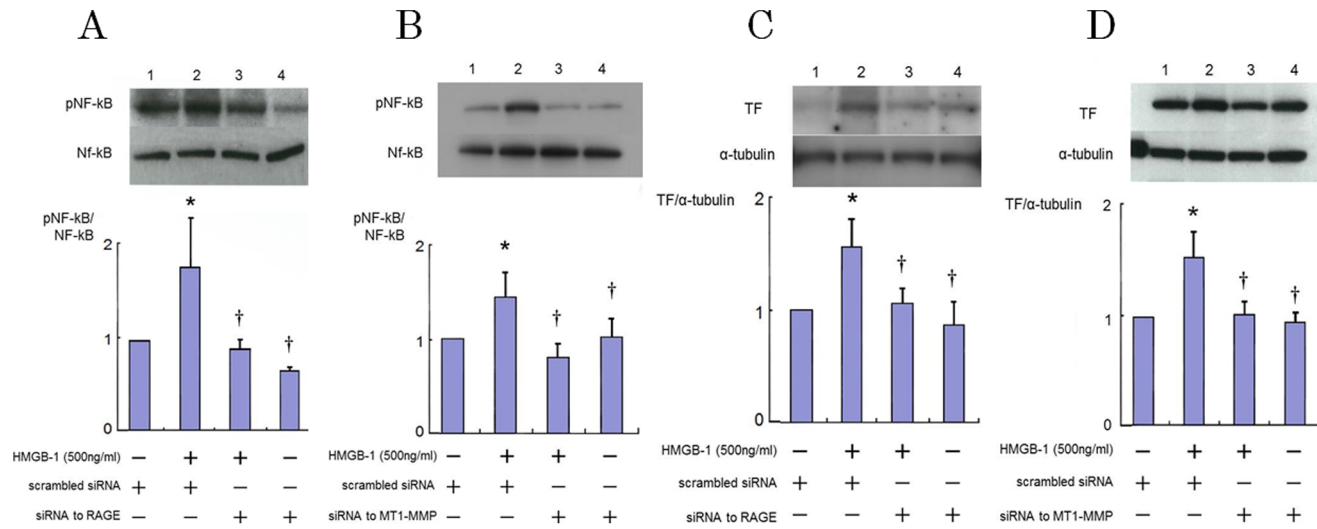 A
1 2 3 4
pNF-kB
Nf-kB
pNF-kB/
NF-kB
2
1
0
*
†
†
HMGB-1 (500ng/ml) − + + −
scrambled siRNA + + − −
siRNA to RAGE − − + +
B
1 2 3 4
pNF-kB
Nf-kB
pNF-kB/
NF-kB
2
1
0
*
†
†
HMGB-1 (500ng/ml) − + + −
scrambled siRNA + + − −
siRNA to MT1-MMP − − + +
C
1 2 3 4
TF
α-tubulin
TF/α-tubulin
2
1
0
*
†
†
HMGB-1 (500ng/ml) − + + −
scrambled siRNA + + − −
siRNA to RAGE − − + +
D
1 2 3 4
TF
α-tubulin
TF/α-tubulin
2
1
0
*
†
†
HMGB-1 (500ng/ml) − + + −
scrambled siRNA + + − −
siRNA to MT1-MMP − − + +